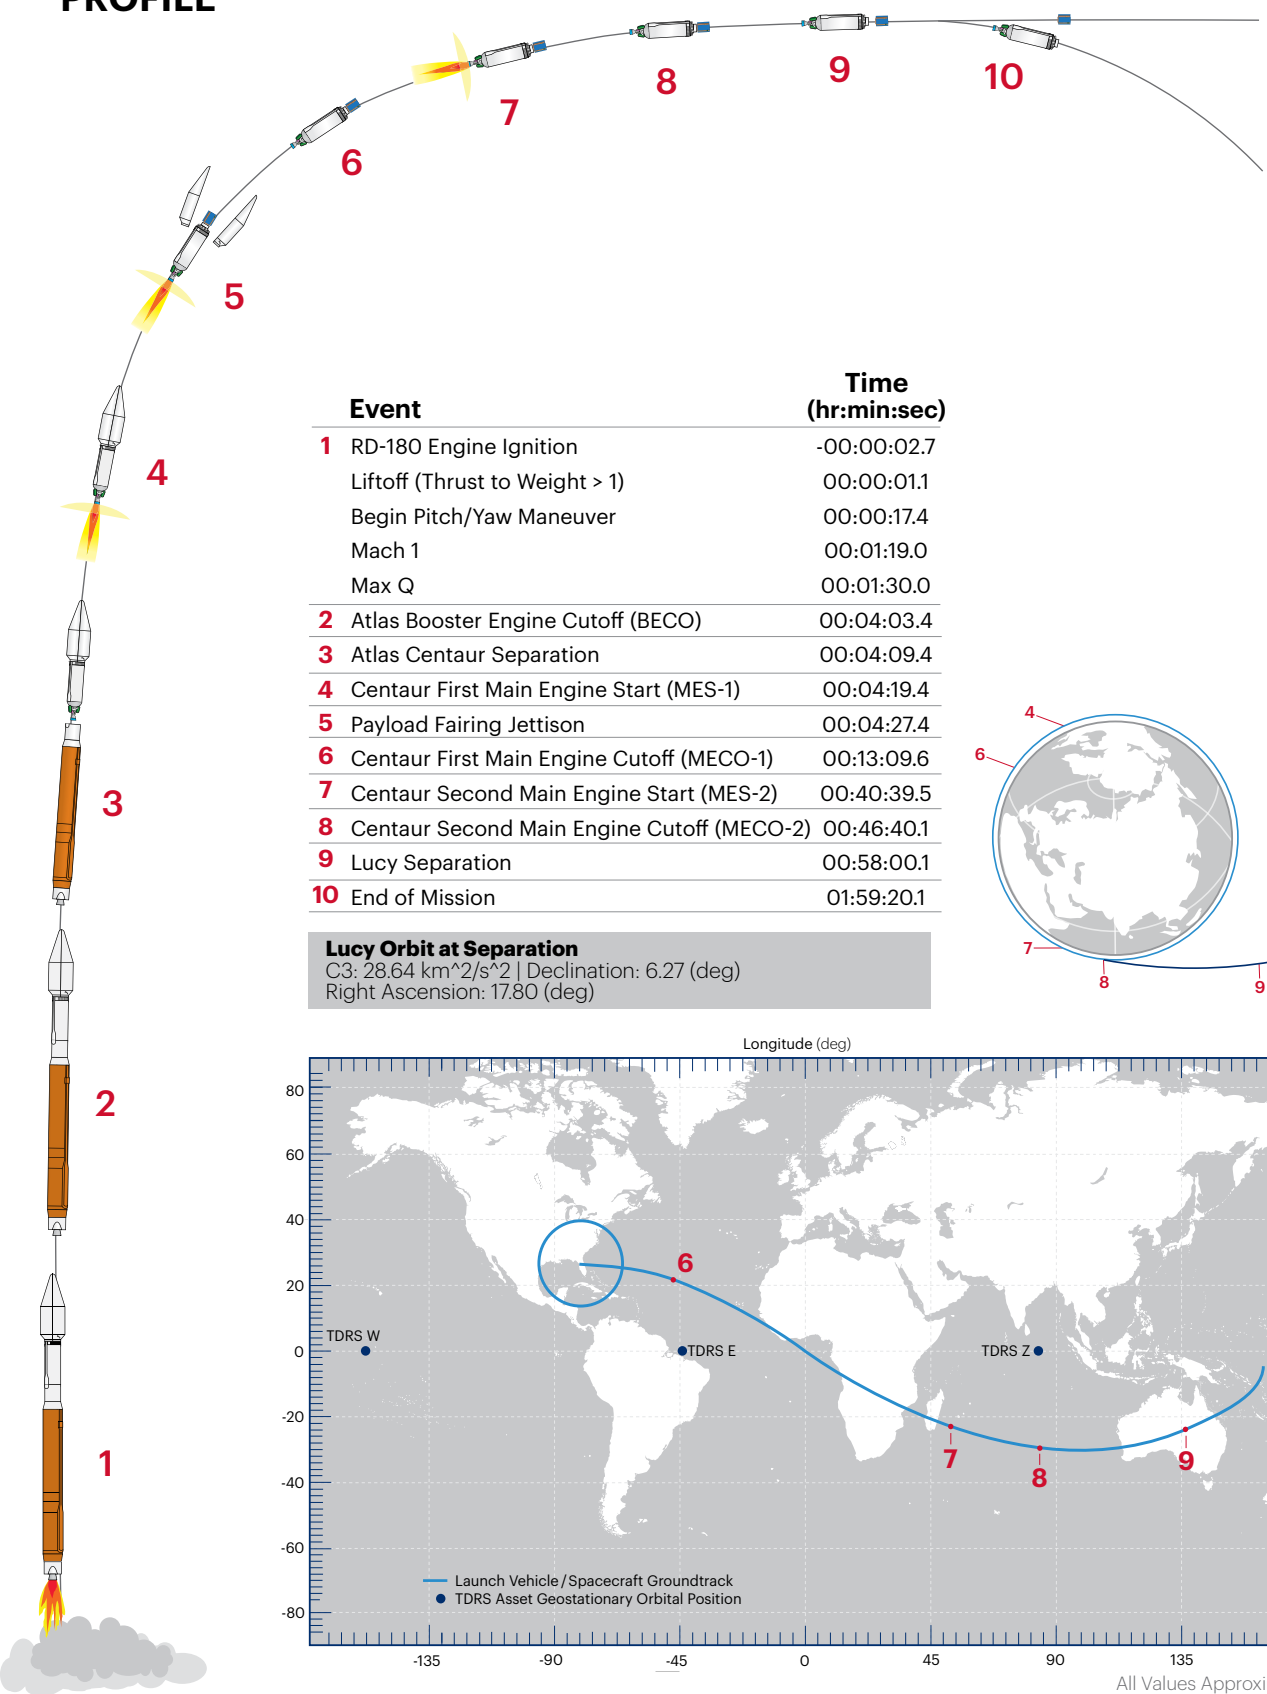 PROFILE
8
9
10
7
6
5
4
3
2
1
Event Time (hr:min:sec)
1 RD-180 Engine Ignition -00:00:02.7
Liftoff (Thrust to Weight > 1) 00:00:01.1
Begin Pitch/Yaw Maneuver 00:00:17.4
Mach 1 00:01:19.0
Max Q 00:01:30.0
2 Atlas Booster Engine Cutoff (BECO) 00:04:03.4
3 Atlas Centaur Separation 00:04:09.4
4 Centaur First Main Engine Start (MES-1) 00:04:19.4
5 Payload Fairing Jettison 00:04:27.4
6 Centaur First Main Engine Cutoff (MECO-1) 00:13:09.6
7 Centaur Second Main Engine Start (MES-2) 00:40:39.5
8 Centaur Second Main Engine Cutoff (MECO-2) 00:46:40.1
9 Lucy Separation 00:58:00.1
10 End of Mission 01:59:20.1
4
6
7
8
9
Lucy Orbit at Separation
C3: 28.64 km^2/s^2 | Declination: 6.27 (deg)
Right Ascension: 17.80 (deg)
Longitude (deg)
80
60
40
20
0
-20
-40
-60
-80
6
TDRS W
TDRS E
TDRS Z
7
8
9
Launch Vehicle/Spacecraft Groundtrack
TDRS Asset Geostationary Orbital Position
-135 -90 -45 0 45 90 135
All Values Approxi